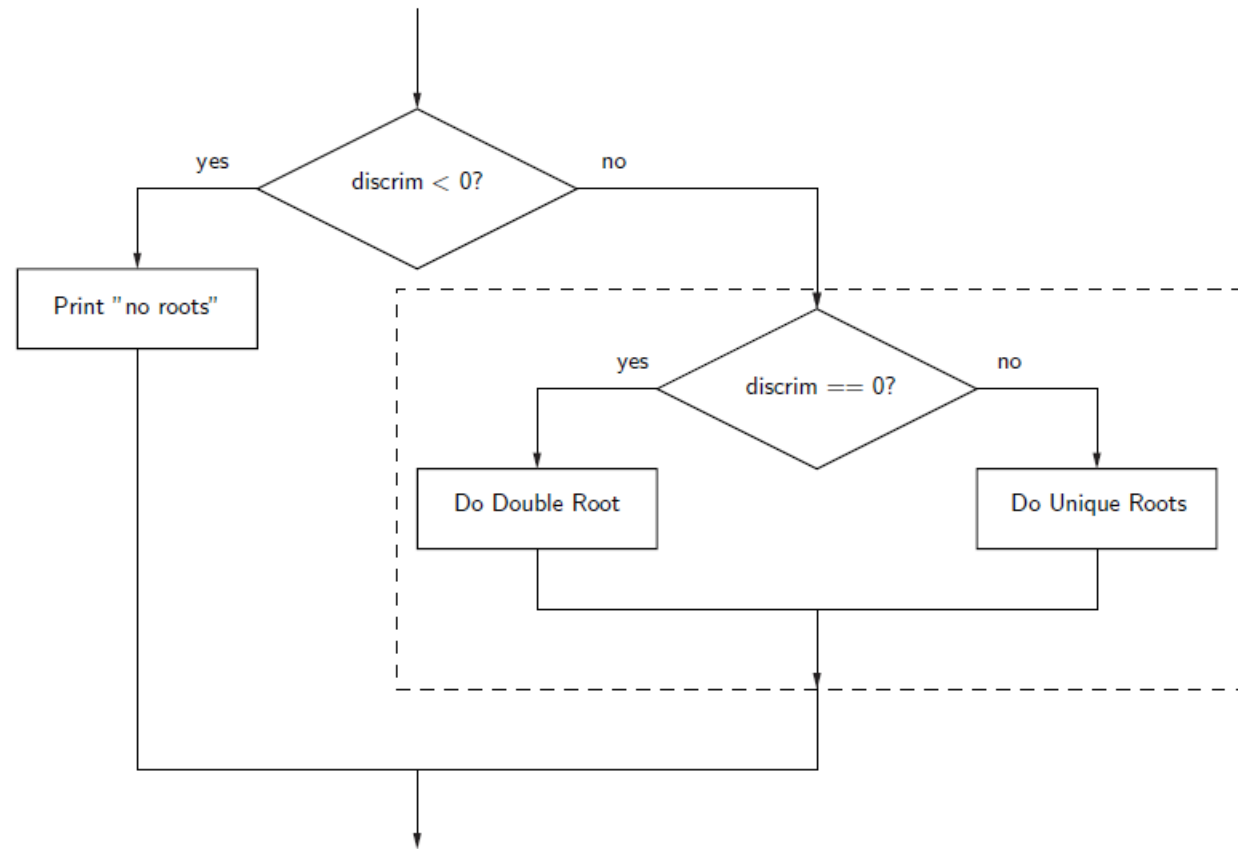 yes
no
discrim < 0?
Print "no roots"
yes
no
discrim == 0?
Do Double Root
Do Unique Roots